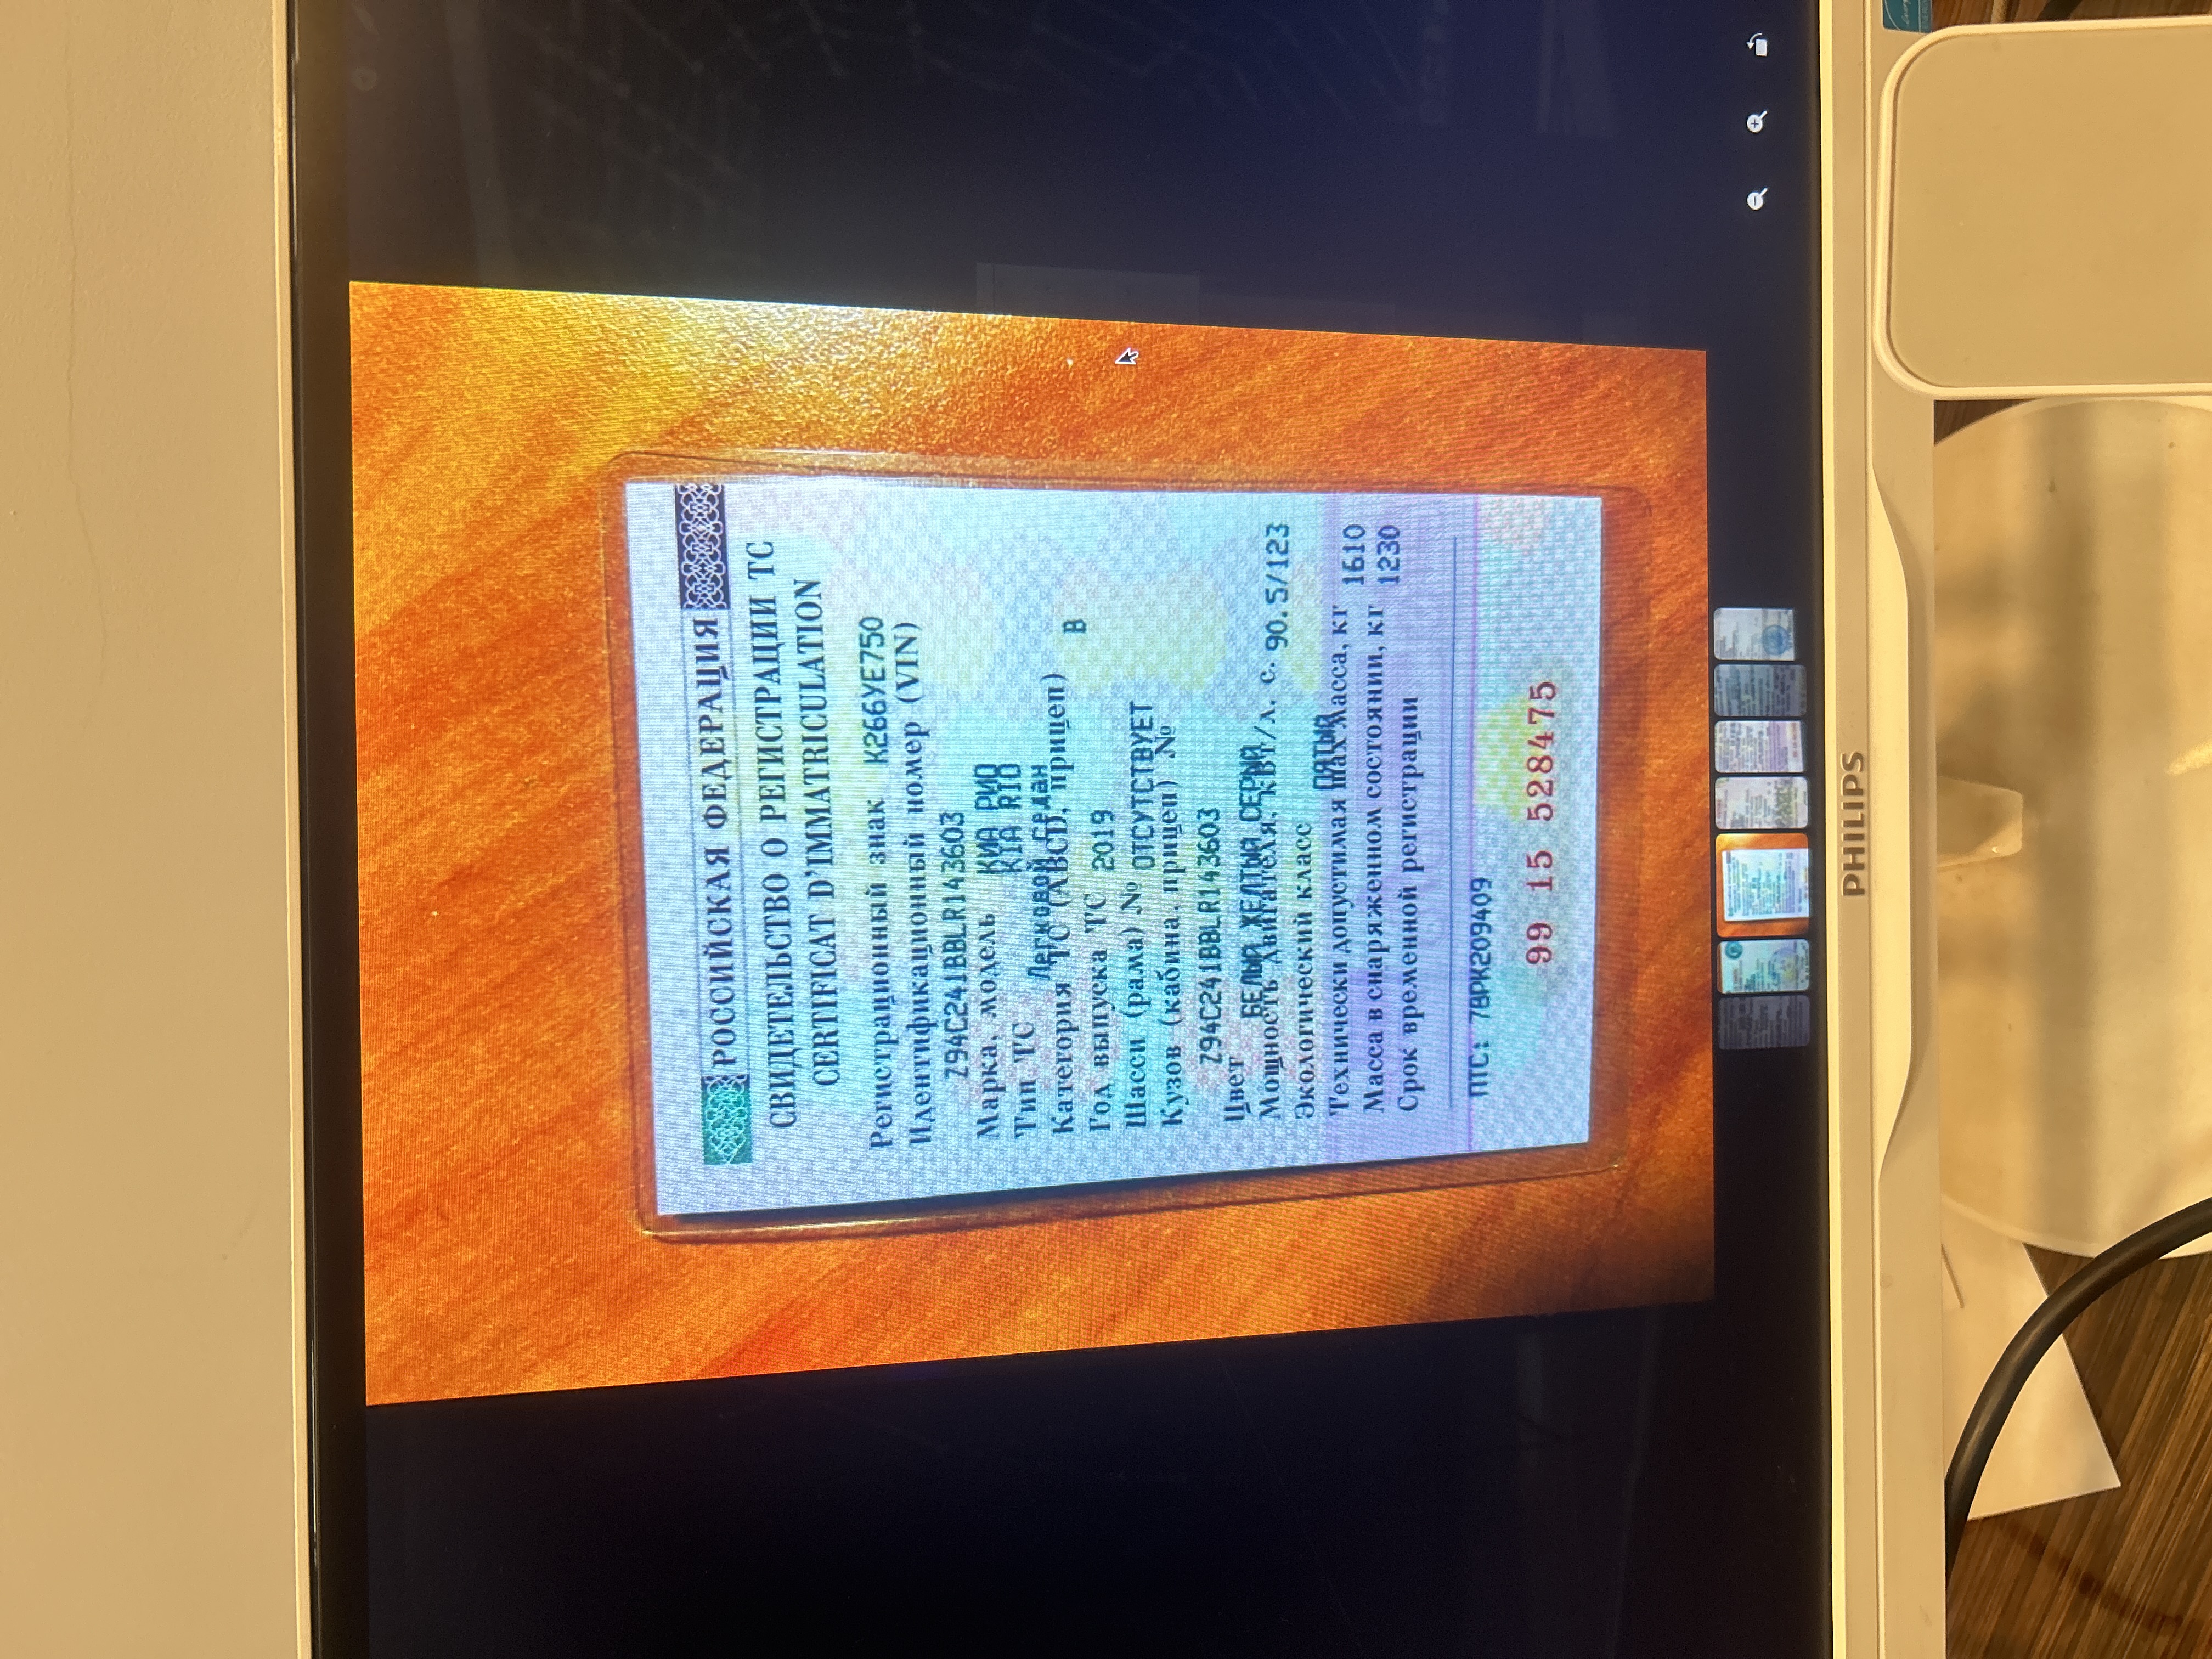 РОССИЙСКАЯ ФЕДЕРАЦИЯ
СВИДЕТЕЛЬСТВО О РЕГИСТРАЦИИ ТС
CERTIFICAT D'IMMATRICULATION
Регистрационный знак К266УЕ750
Идентификационный номер (VIN)
Z94C241BBLR143603
Марка, модель КИА РИО
KIA RIO
Тип ТС Легковой седан
Категория ТС (ABCD, прицеп) B
Год выпуска ТС 2019
Шасси (рама) № ОТСУТСТВУЕТ
Кузов (кабина, прицеп) №
Z94C241BBLR143603
Цвет БЕЛЫЙ ЖЕЛТЫЙ СЕРЫЙ
Мощность двигателя, кВт/л. с. 90.5/123
Экологический класс ПЯТЫЙ
Технически допустимая max масса, кг 1610
Масса в снаряженном состоянии, кг 1230
Срок временной регистрации
ПТС: 78РК209409
99 15 528475
PHILIPS